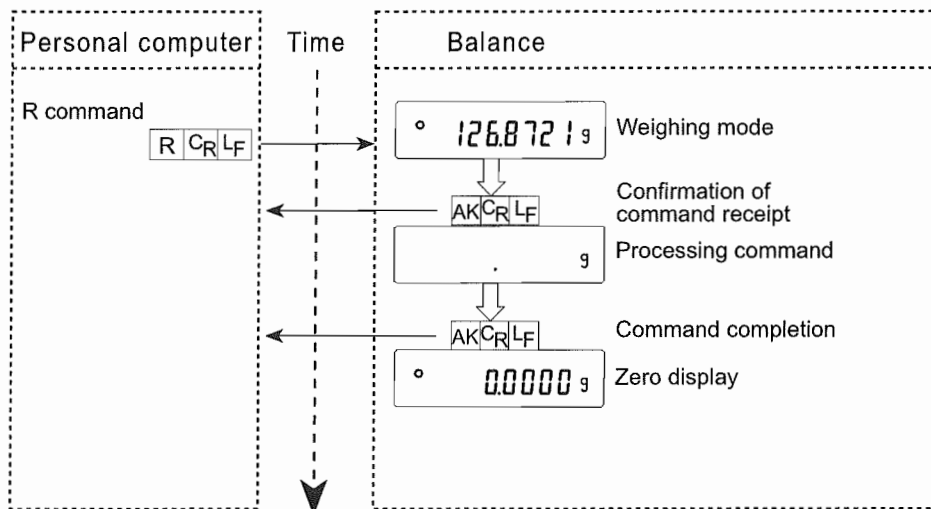 Personal computer Time Balance
R command
R CR LF 126.8721 g Weighing mode
AK CR LF Confirmation of
command receipt
. g Processing command
AK CR LF Command completion
0.0000 g Zero display